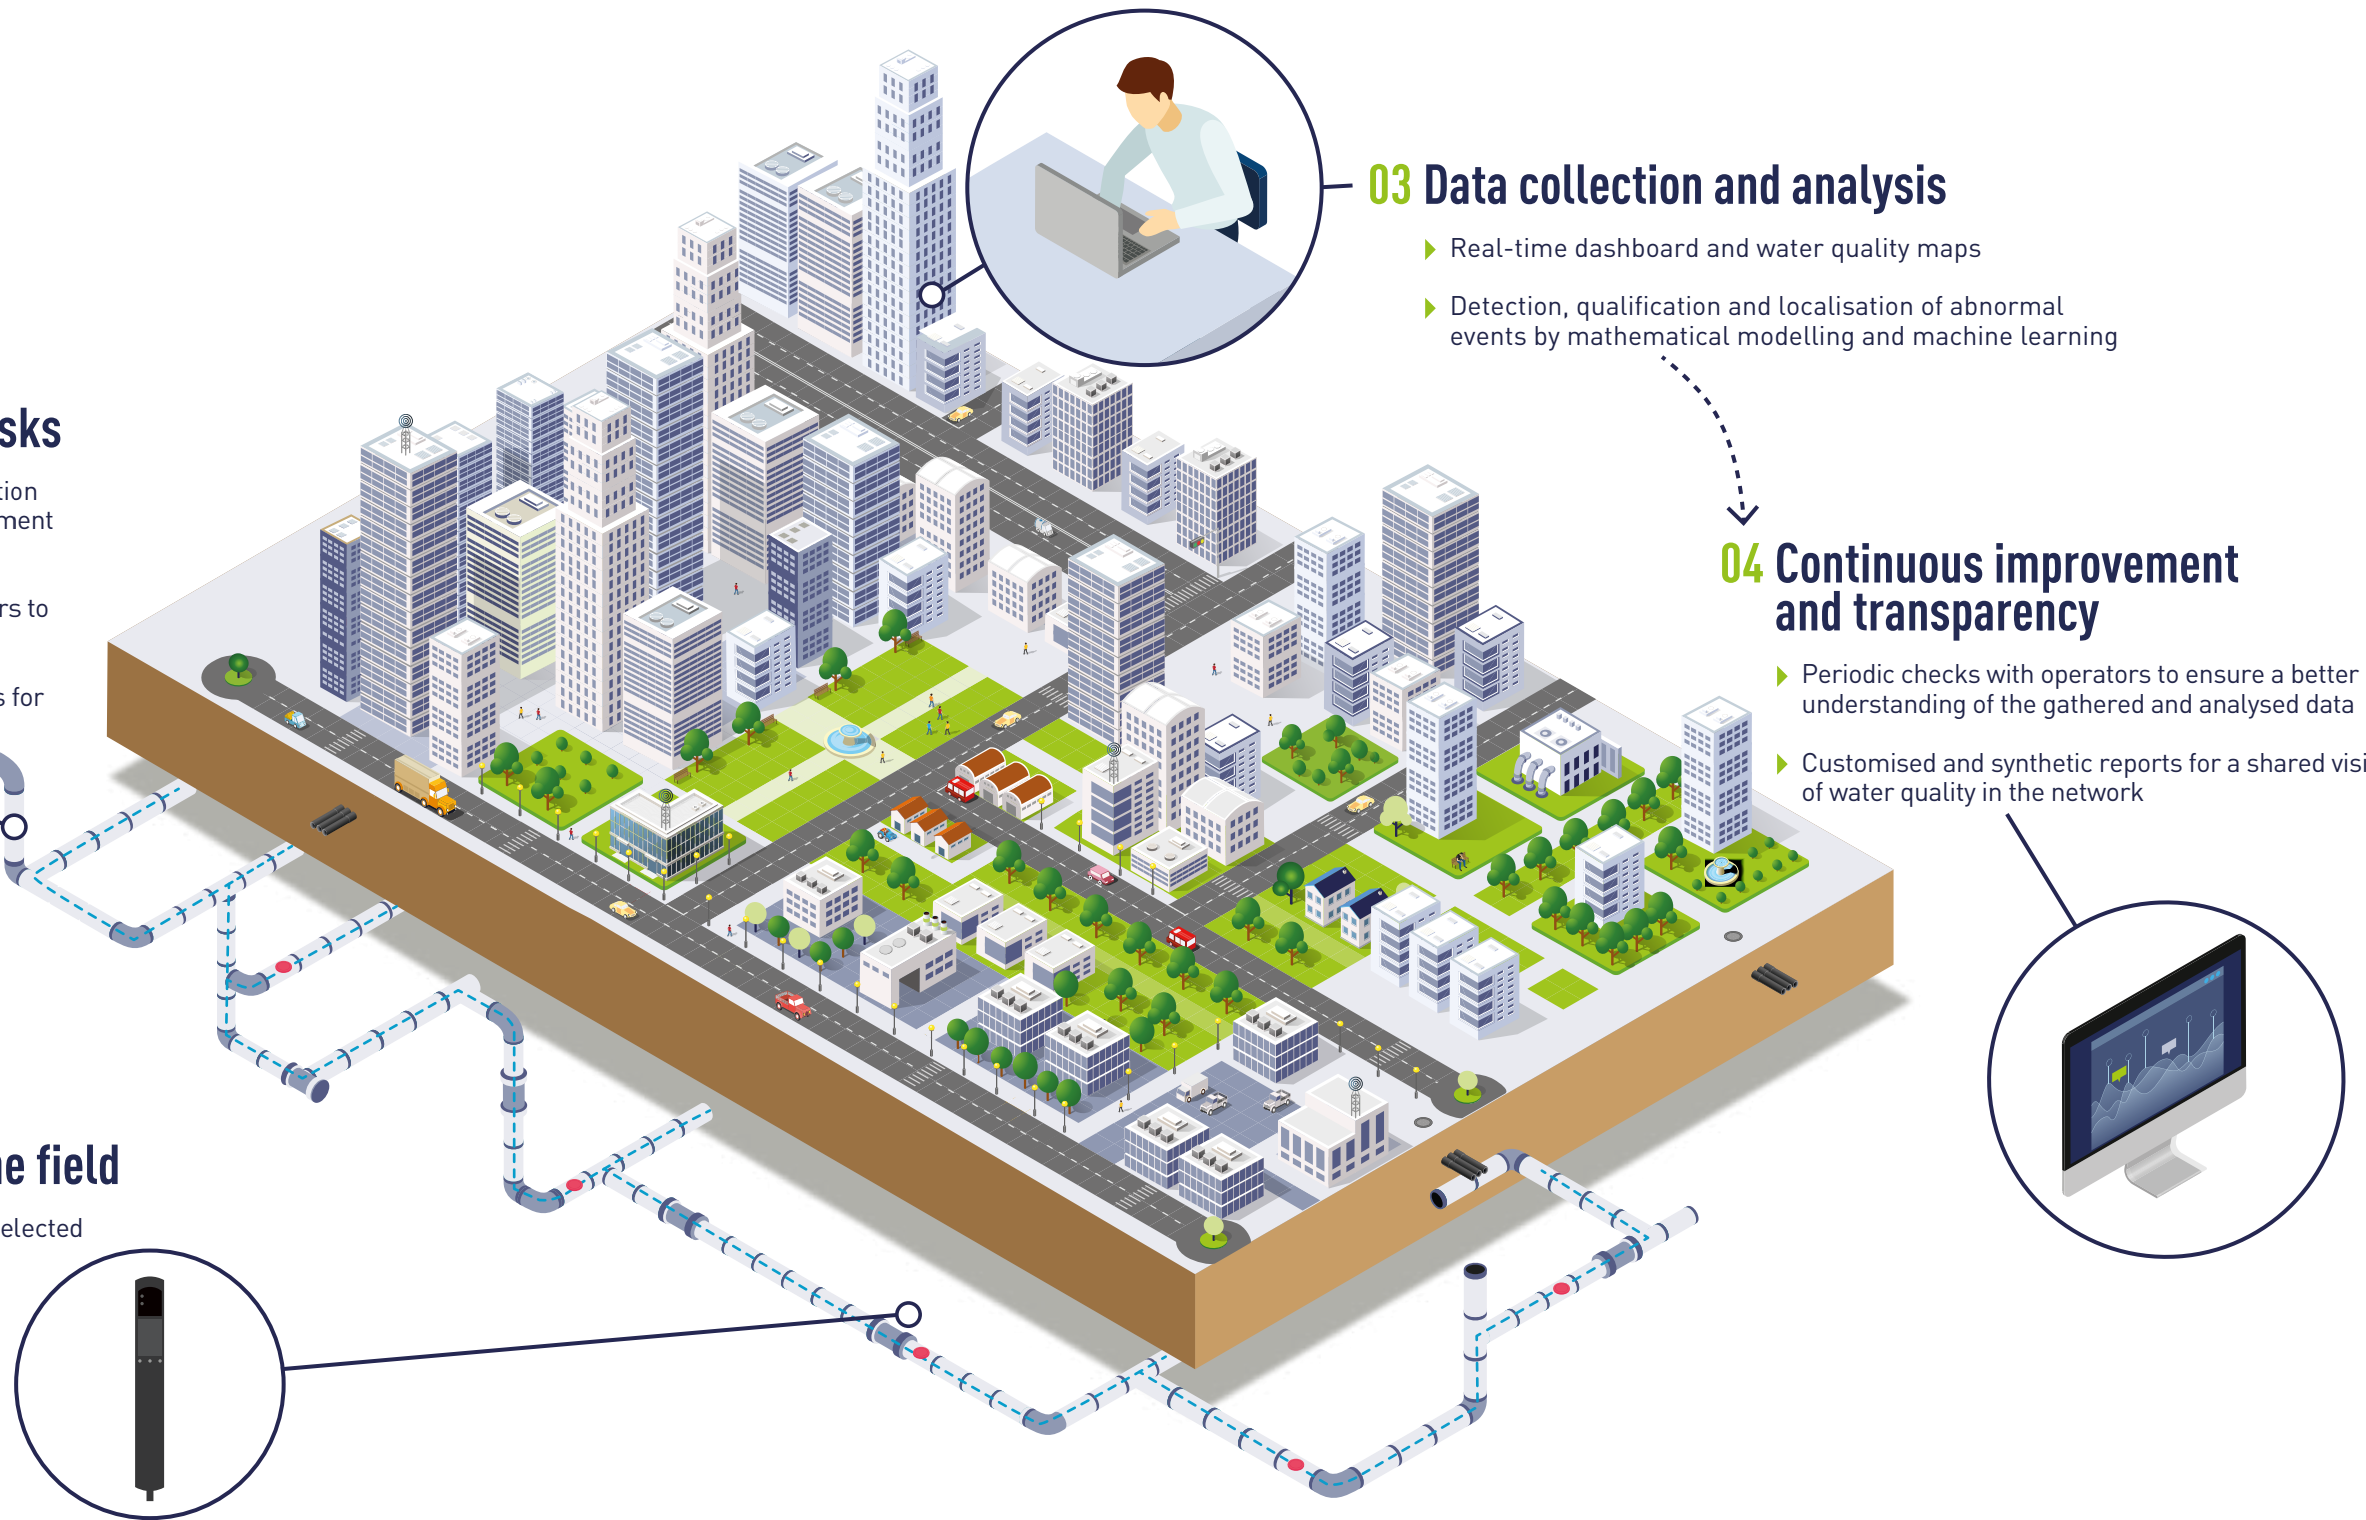 03 Data collection and analysis
Real-time dashboard and water quality maps
Detection, qualification and localisation of abnormal
events by mathematical modelling and machine learning
sks
tion
ment
rs to
s for
04 Continuous improvement
and transparency
Periodic checks with operators to ensure a better
understanding of the gathered and analysed data
Customised and synthetic reports for a shared visi
of water quality in the network
e field
elected